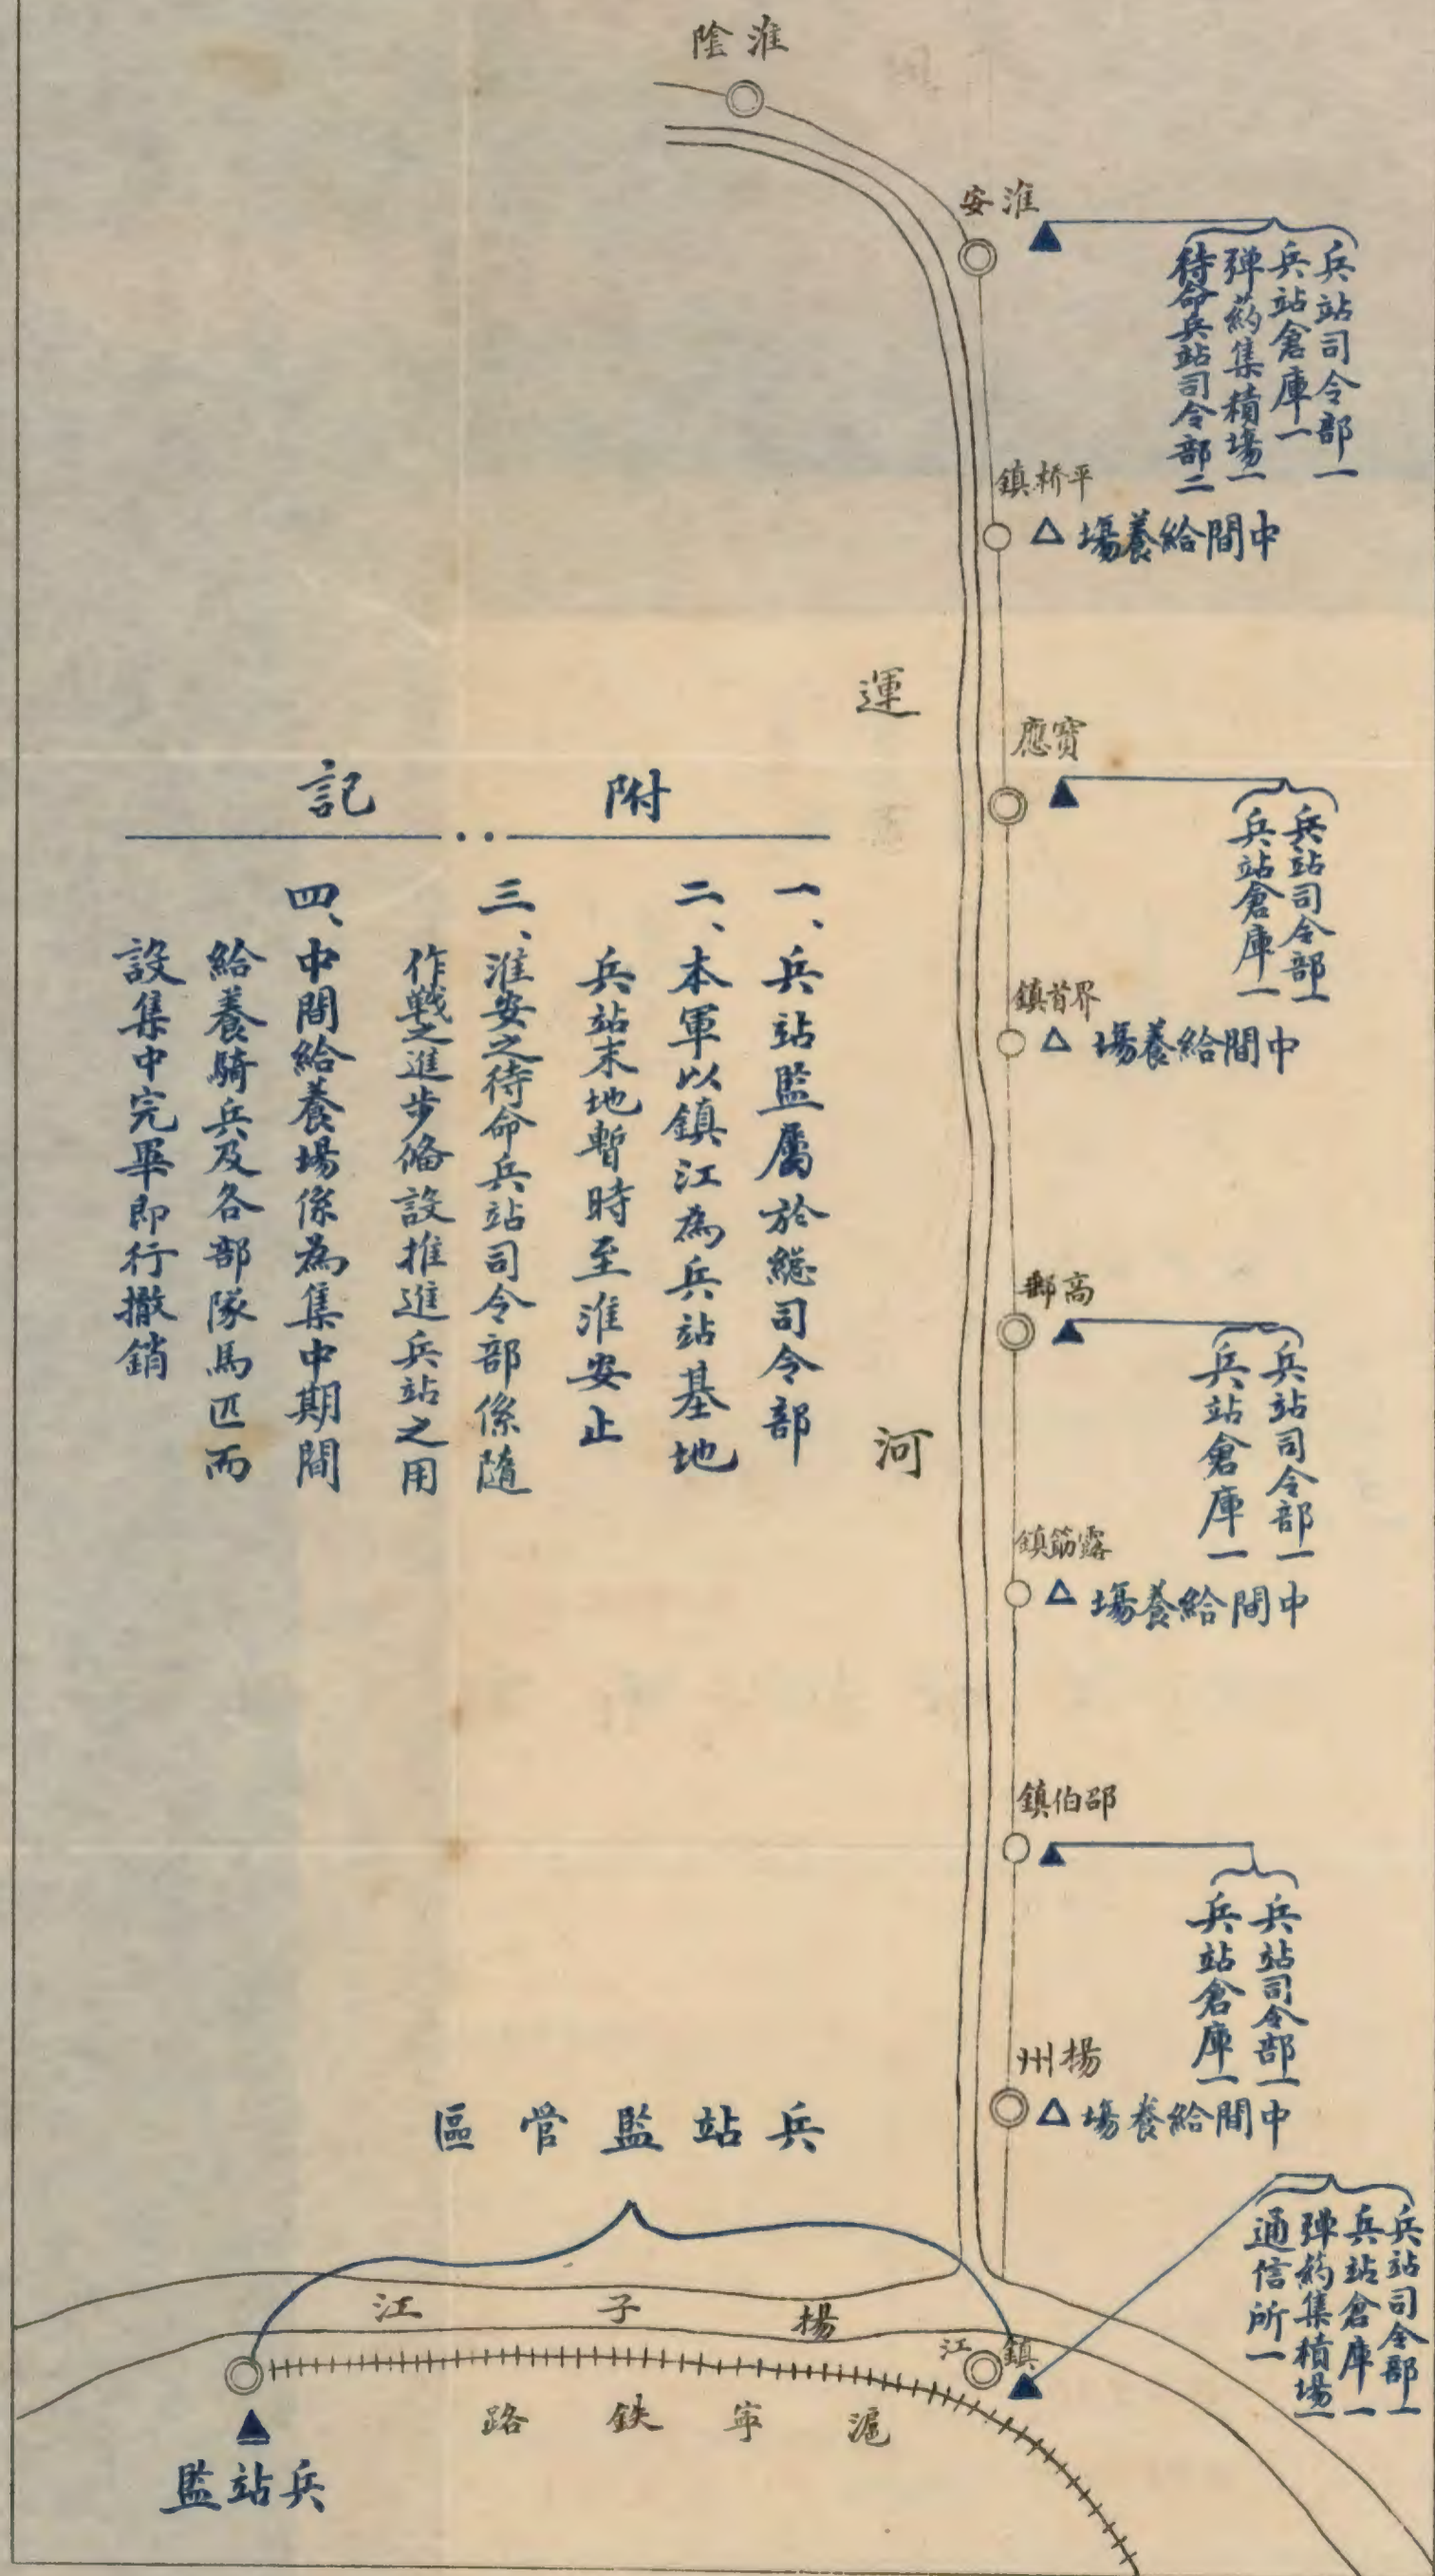 淮陰
淮安
兵站司令部一
兵站倉庫一
彈葯集積場一
待命兵站司令部二
平桥鎮
中間給養場
運河
寶應
兵站司令部一
兵站倉庫一
界首鎮
中間給養場
高郵
兵站司令部一
兵站倉庫一
露筋鎮
中間給養場
邵伯鎮
兵站司令部一
兵站倉庫一
揚州
中間給養場
兵站司令部一
兵站倉庫一
彈葯集積場一
通信所一
鎮江
揚子江
滬寧鉄路
兵站監管區
兵站監
附記
一、兵站監屬於總司令部
二、本軍以鎮江為兵站基地
兵站末地暫時至淮安止
三、淮安之待命兵站司令部係隨
作戰之進步偹設推進兵站之用
四、中間給養場係為集中期間
給養騎兵及各部隊馬匹而
設集中完畢即行撤銷